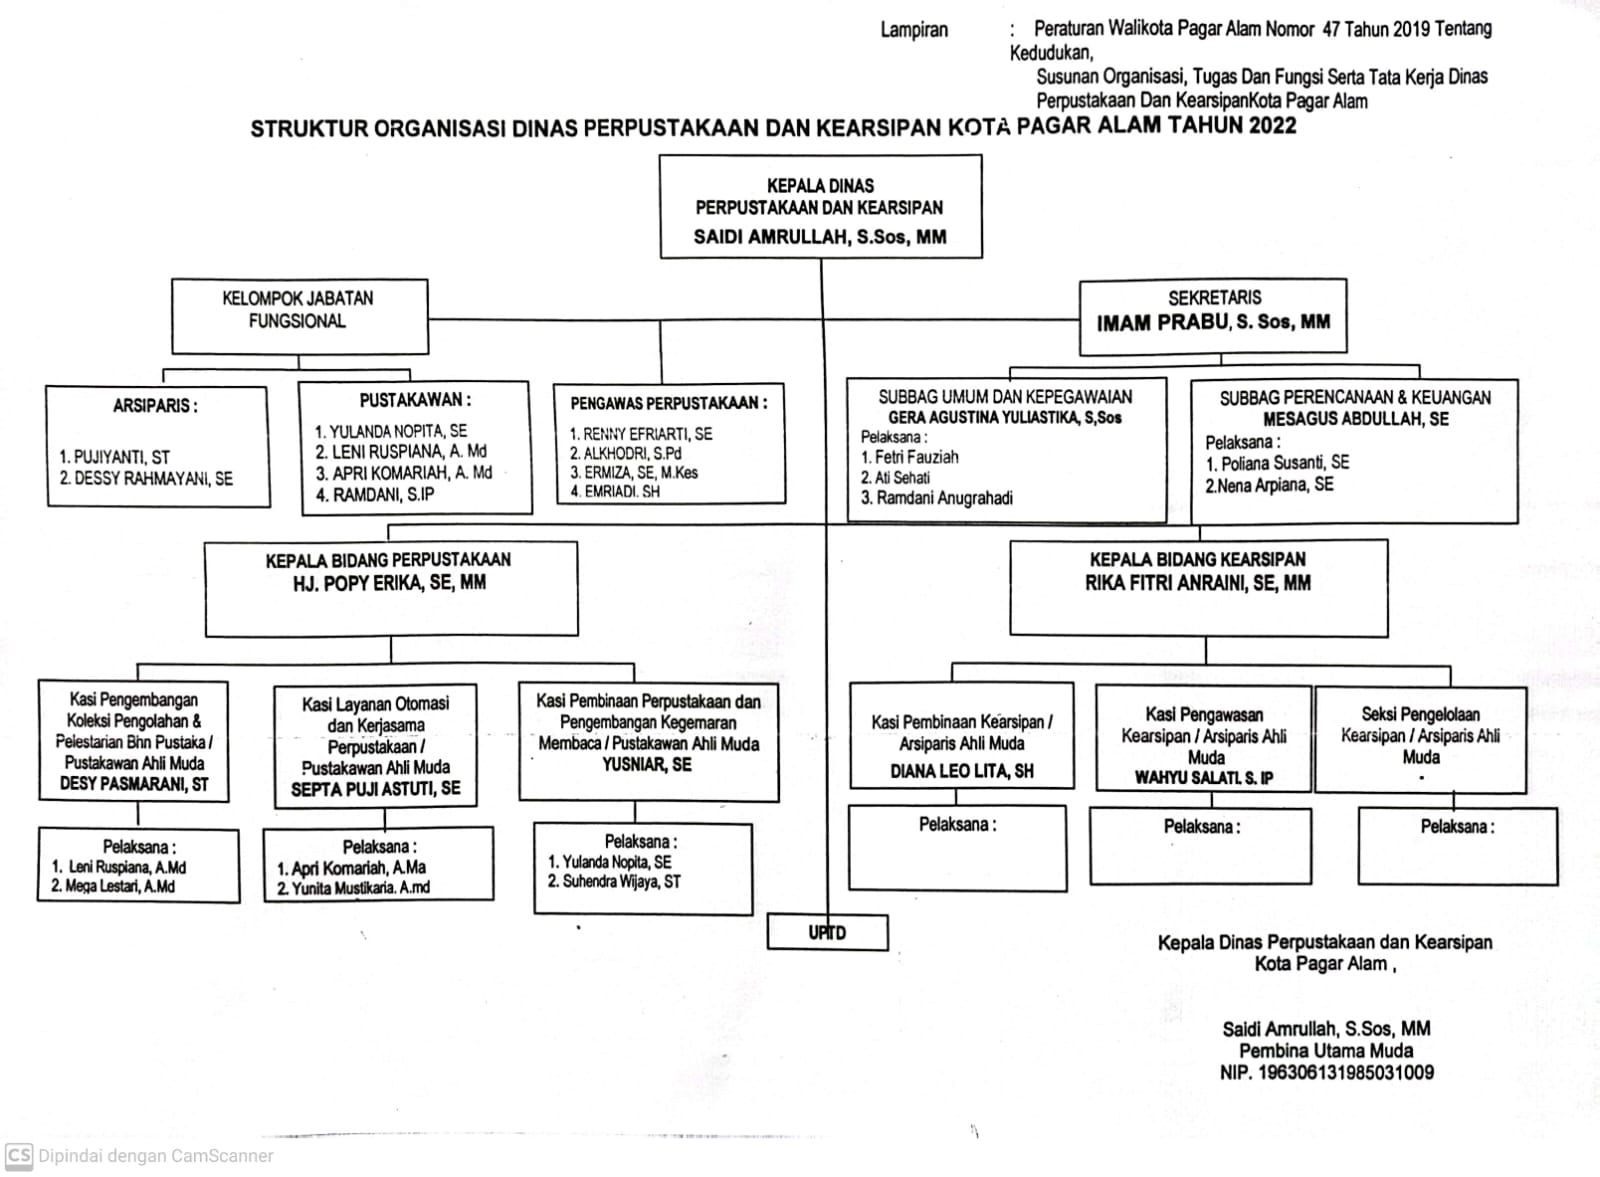 Lampiran : Peraturan Walikota Pagar Alam Nomor 47 Tahun 2019 Tentang
Kedudukan,
Susunan Organisasi, Tugas Dan Fungsi Serta Tata Kerja Dinas
Perpustakaan Dan KearsipanKota Pagar Alam
STRUKTUR ORGANISASI DINAS PERPUSTAKAAN DAN KEARSIPAN KOTA PAGAR ALAM TAHUN 2022
KEPALA DINAS
PERPUSTAKAAN DAN KEARSIPAN
SAIDI AMRULLAH, S.Sos, MM
KELOMPOK JABATAN
FUNGSIONAL
SEKRETARIS
IMAM PRABU, S. Sos, MM
ARSIPARIS :
1. PUJIYANTI, ST
2. DESSY RAHMAYANI, SE
PUSTAKAWAN :
1. YULANDA NOPITA, SE
2. LENI RUSPIANA, A. Md
3. APRI KOMARIAH, A. Md
4. RAMDANI, S.IP
PENGAWAS PERPUSTAKAAN :
1. RENNY EFRIARTI, SE
2. ALKHODRI, S.Pd
3. ERMIZA, SE, M.Kes
4. EMRIADI. SH
SUBBAG UMUM DAN KEPEGAWAIAN
GERA AGUSTINA YULIASTIKA, S,Sos
Pelaksana :
1. Fetri Fauziah
2. Ati Sehati
3. Ramdani Anugrahadi
SUBBAG PERENCANAAN & KEUANGAN
MESAGUS ABDULLAH, SE
Pelaksana :
1. Poliana Susanti, SE
2.Nena Arpiana, SE
KEPALA BIDANG PERPUSTAKAAN
HJ. POPY ERIKA, SE, MM
KEPALA BIDANG KEARSIPAN
RIKA FITRI ANRAINI, SE, MM
Kasi Pengembangan
Koleksi Pengolahan &
Pelestarian Bhn Pustaka /
Pustakawan Ahli Muda
DESY PASMARANI, ST
Kasi Layanan Otomasi
dan Kerjasama
Perpustakaan /
Pustakawan Ahli Muda
SEPTA PUJI ASTUTI, SE
Kasi Pembinaan Perpustakaan dan
Pengembangan Kegemaran
Membaca / Pustakawan Ahli Muda
YUSNIAR, SE
Kasi Pembinaan Kearsipan /
Arsiparis Ahli Muda
DIANA LEO LITA, SH
Kasi Pengawasan
Kearsipan / Arsiparis Ahli
Muda
WAHYU SALATI. S. IP
Seksi Pengelolaan
Kearsipan / Arsiparis Ahli
Muda
Pelaksana :
1. Leni Ruspiana, A.Md
2. Mega Lestari, A.Md
Pelaksana :
1. Apri Komariah, A.Ma
2. Yunita Mustikaria. A.md
Pelaksana :
1. Yulanda Nopita, SE
2. Suhendra Wijaya, ST
Pelaksana :
Pelaksana :
Pelaksana :
UPTD
Kepala Dinas Perpustakaan dan Kearsipan
Kota Pagar Alam ,
Saidi Amrullah, S.Sos, MM
Pembina Utama Muda
NIP. 196306131985031009
CS Dipindai dengan CamScanner